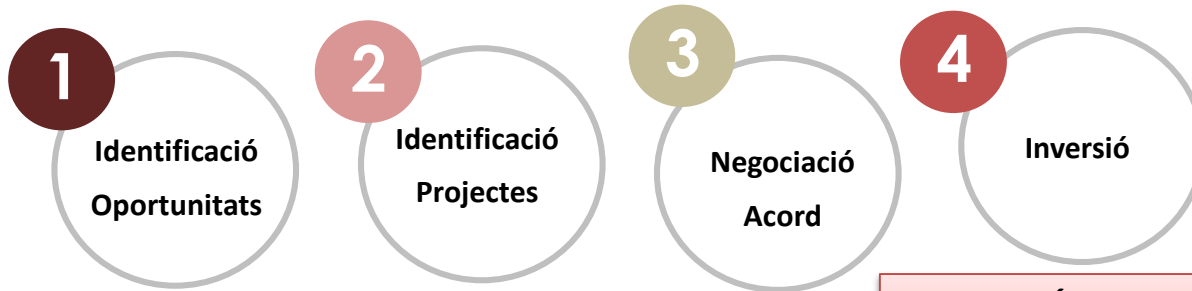 1
Identificació
Oportunitats
2
Identificació
Projectes
3
Negociació
Acord
4
Inversió